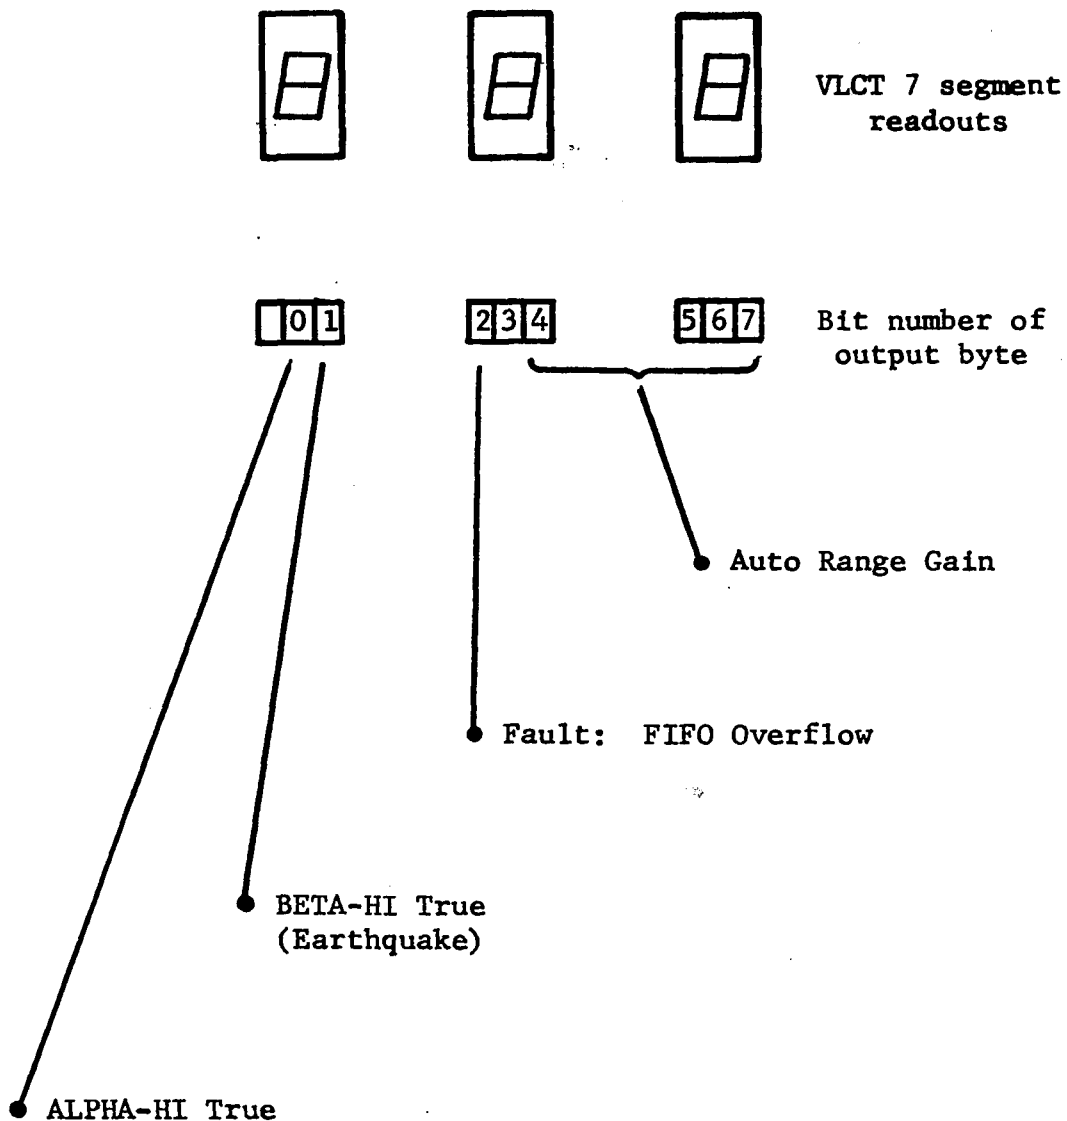 VLCT 7 segment
readouts
0 1
2 3 4
5 6 7
Bit number of
output byte
Auto Range Gain
Fault: FIFO Overflow
BETA-HI True
(Earthquake)
ALPHA-HI True